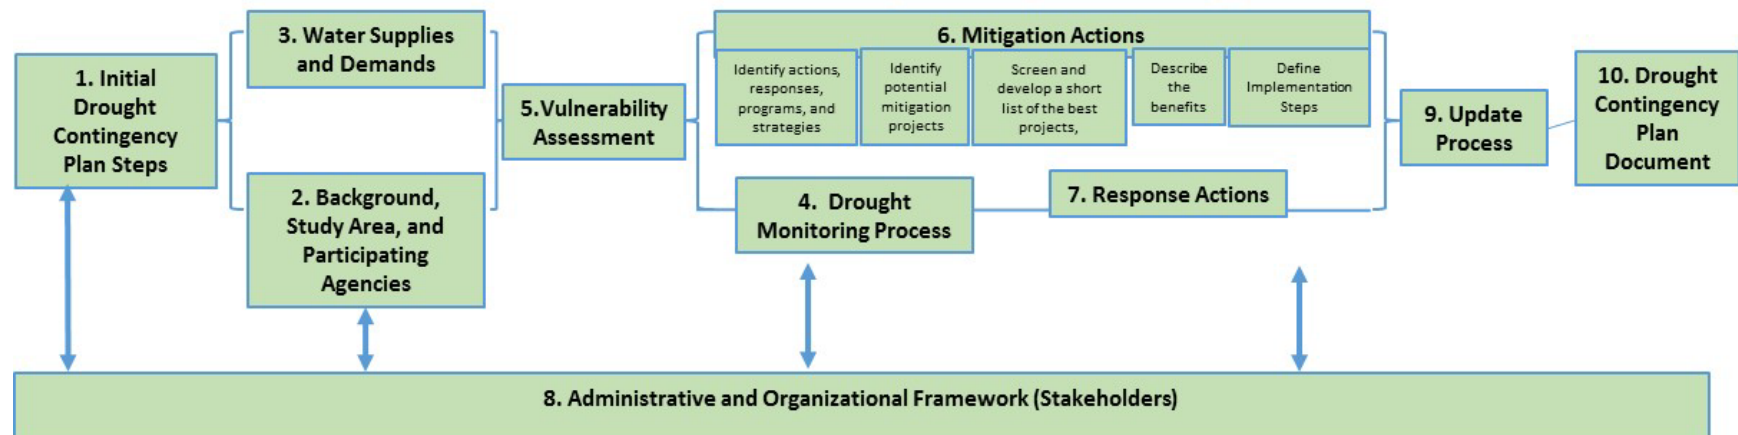 1. Initial
Drought
Contingency
Plan Steps
3. Water Supplies
and Demands
2. Background,
Study Area, and
Participating
Agencies
5.Vulnerability
Assessment
6. Mitigation Actions
Identify actions,
responses,
programs, and
strategies
Identify
potential
mitigation
projects
Screen and
develop a short
list of the best
projects,
Describe
the
benefits
Define
Implementation
Steps
4. Drought
Monitoring Process
7. Response Actions
9. Update
Process
10. Drought
Contingency
Plan
Document
8. Administrative and Organizational Framework (Stakeholders)